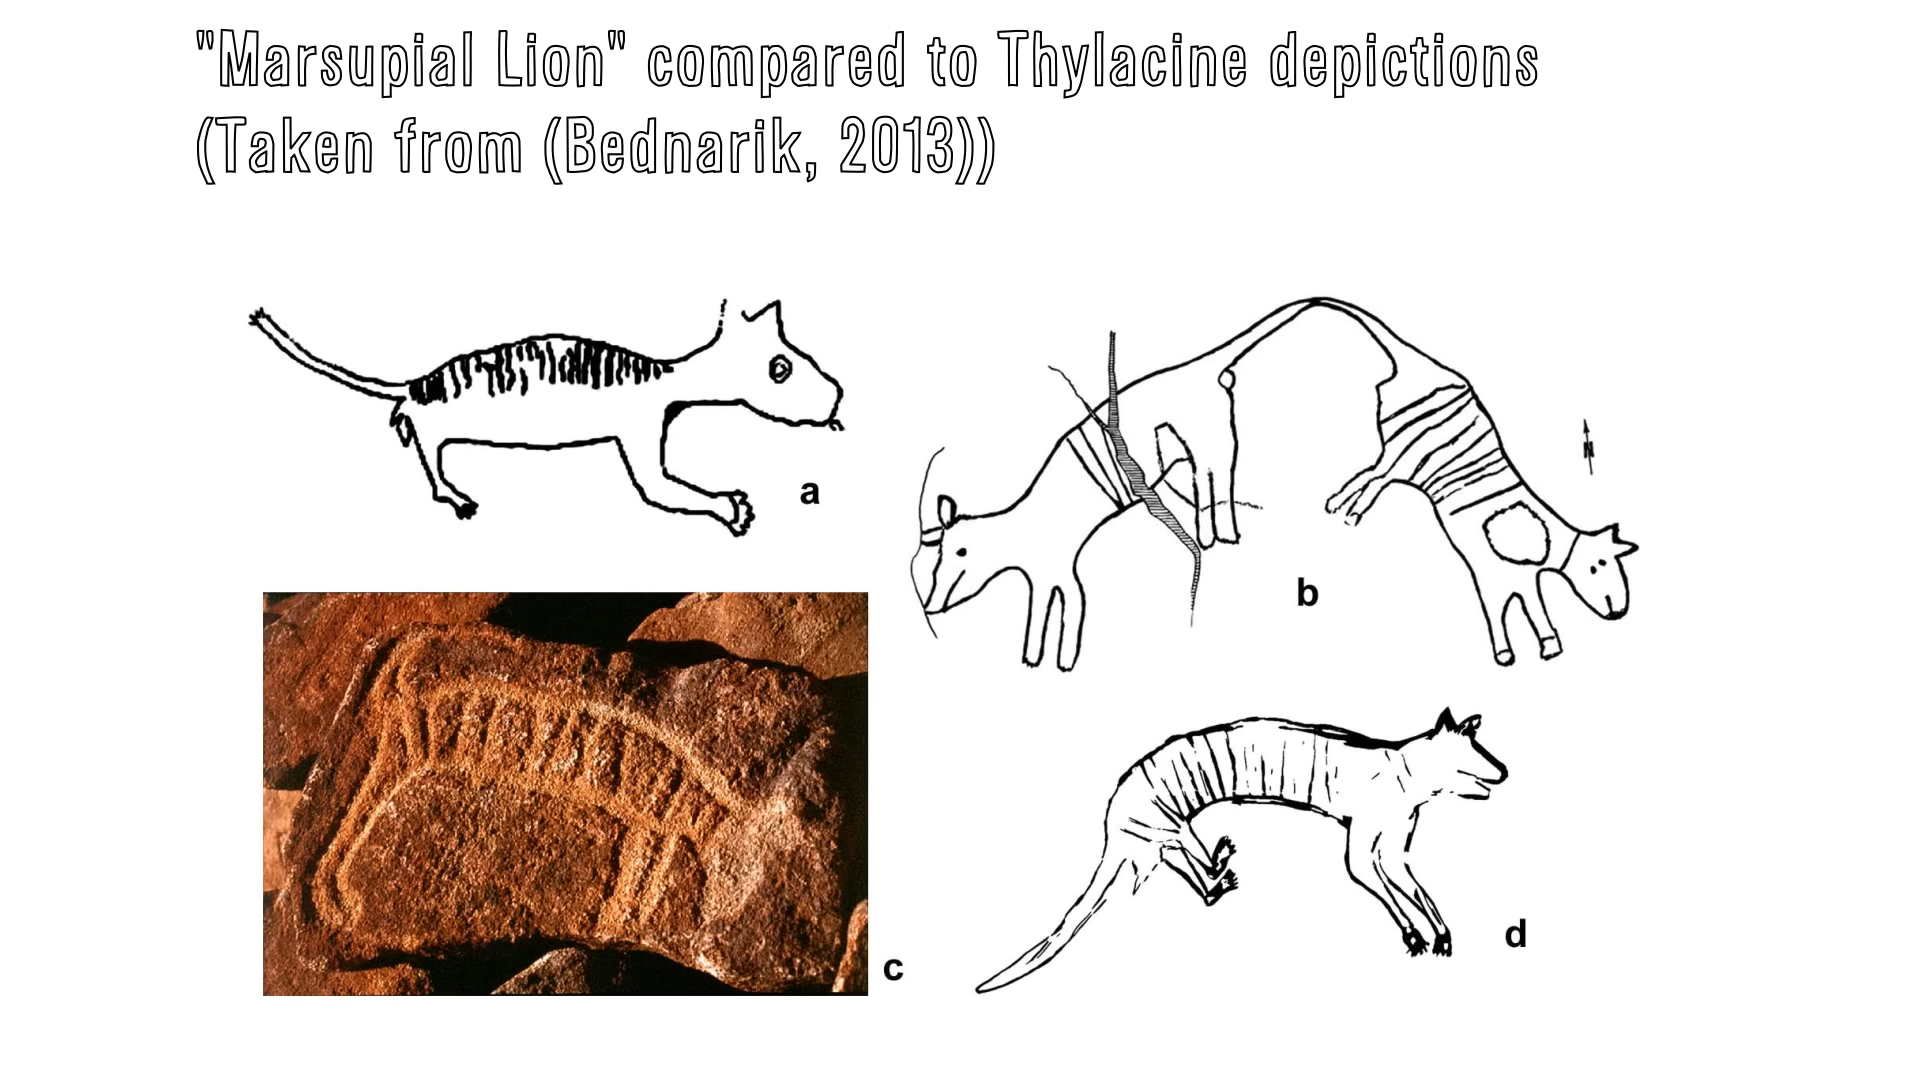 "Marsupial Lion" compared to Thylacine depictions
(Taken from (Bednarik, 2013))
a
N
b
c
d